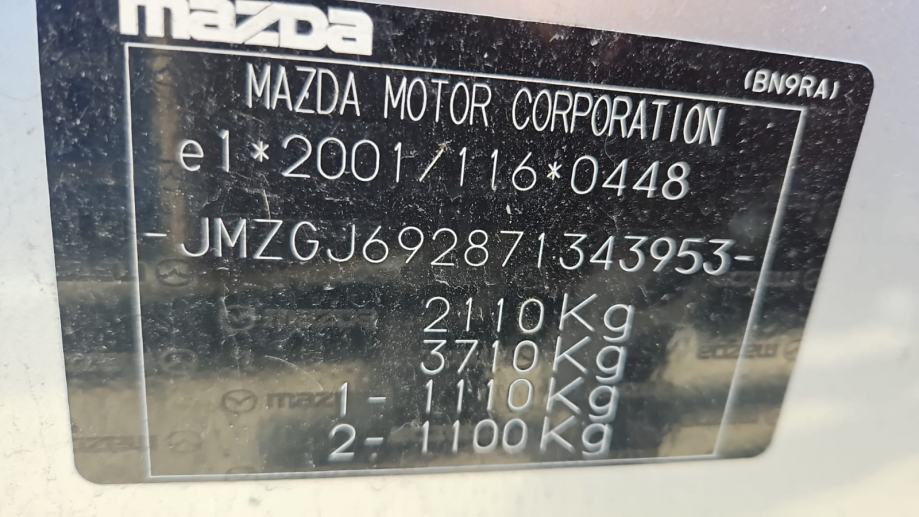 mazda
(BN9RA)
MAZDA MOTOR CORPORATION
e1*2001/116*0448
-JMZGJ692871343953-
2110Kg
3710Kg
1- 1110Kg
2- 1100Kg